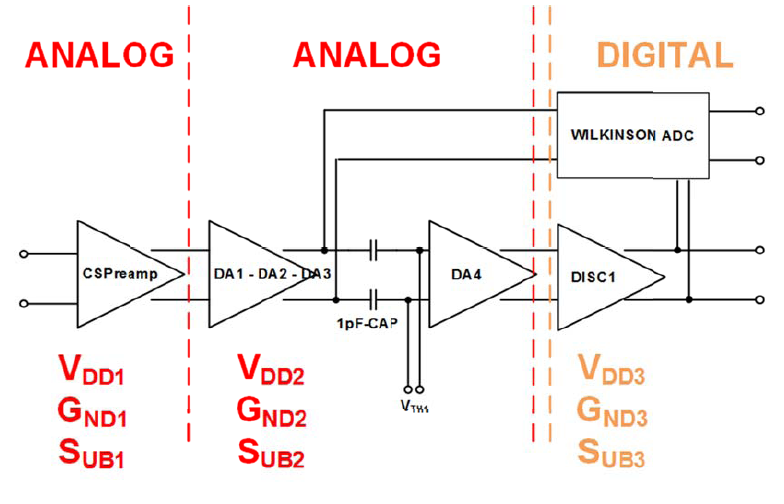 ANALOG
ANALOG
DIGITAL
WILKINSON ADC
CSPreamp
DA1 - DA2 - DA3
DA4
DISC1
1pF-CAP
VTH1
VDD1
GND1
SUB1
VDD2
GND2
SUB2
VDD3
GND3
SUB3